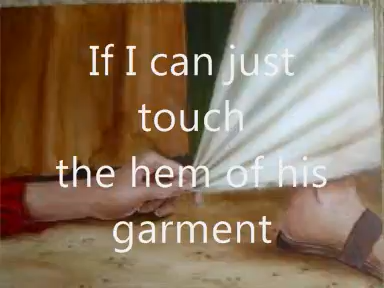 If I can just
touch
the hem of his
garment